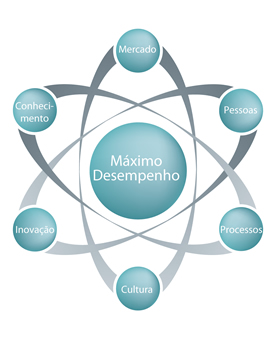 Mercado
Conheci-
mento
Pessoas
Máximo
Desempenho
Inovação
Processos
Cultura